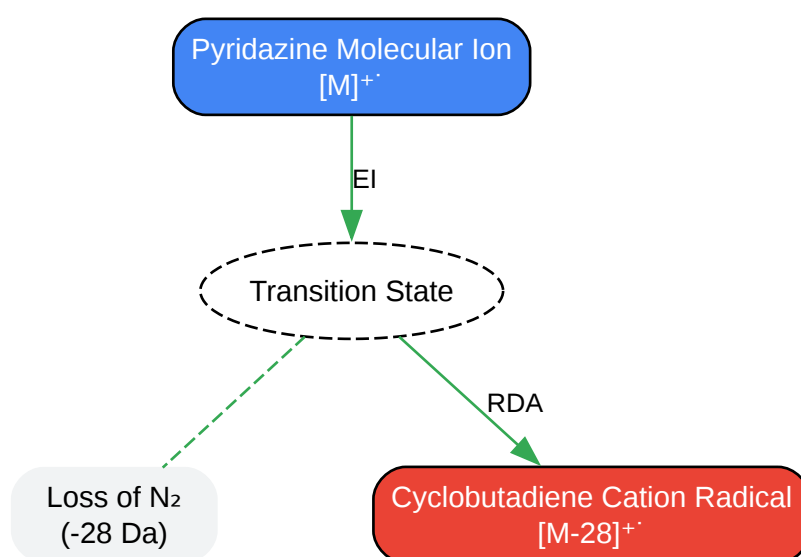 Pyridazine Molecular Ion
[M]⁺˙
EI
Transition State
RDA
Loss of N₂
(-28 Da)
Cyclobutadiene Cation Radical
[M-28]⁺˙